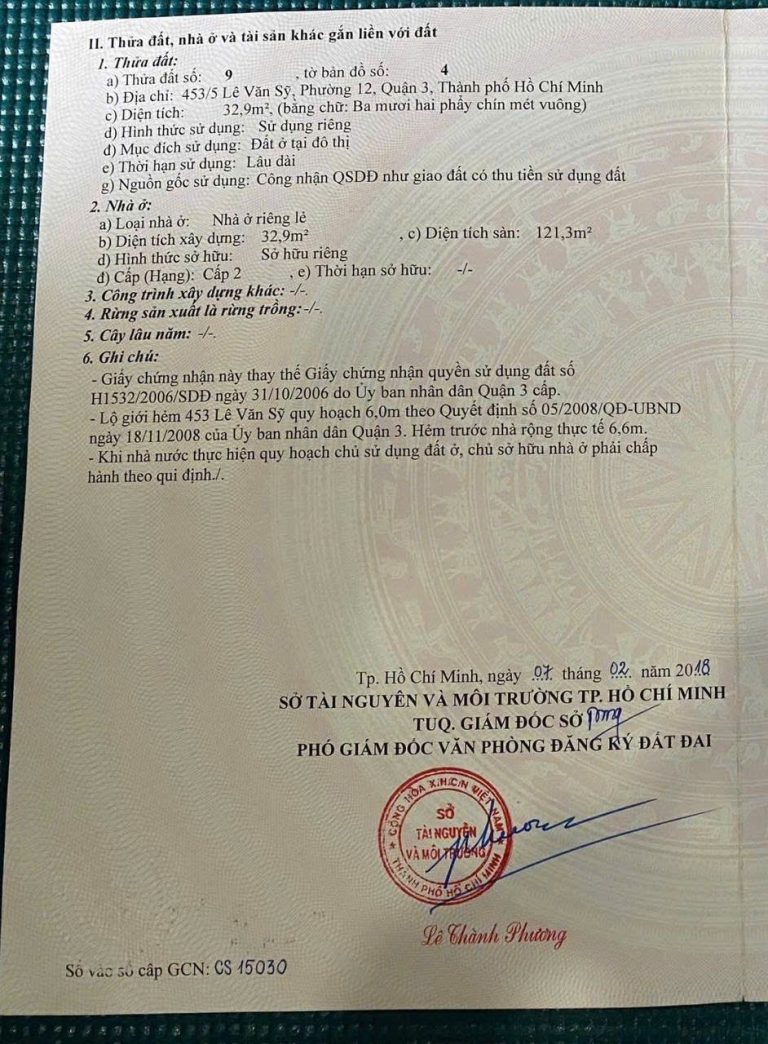 II. Thửa đất, nhà ở và tài sản khác gắn liền với đất
1. Thửa đất:
a) Thửa đất số: 9 , tờ bản đồ số: 4
b) Địa chỉ: 453/5 Lê Văn Sỹ, Phường 12, Quận 3, Thành phố Hồ Chí Minh
c) Diện tích: 32,9m², (bằng chữ: Ba mươi hai phẩy chín mét vuông)
d) Hình thức sử dụng: Sử dụng riêng
đ) Mục đích sử dụng: Đất ở tại đô thị
e) Thời hạn sử dụng: Lâu dài
g) Nguồn gốc sử dụng: Công nhận QSDĐ như giao đất có thu tiền sử dụng đất
2. Nhà ở:
a) Loại nhà ở: Nhà ở riêng lẻ
b) Diện tích xây dựng: 32,9m² , c) Diện tích sàn: 121,3m²
d) Hình thức sở hữu: Sở hữu riêng
đ) Cấp (Hạng): Cấp 2 , e) Thời hạn sở hữu: -/-
3. Công trình xây dựng khác: -/-.
4. Rừng sản xuất là rừng trồng:-/-.
5. Cây lâu năm: -/-.
6. Ghi chú:
- Giấy chứng nhận này thay thế Giấy chứng nhận quyền sử dụng đất số
H1532/2006/SDĐ ngày 31/10/2006 do Ủy ban nhân dân Quận 3 cấp.
- Lộ giới hẻm 453 Lê Văn Sỹ quy hoạch 6,0m theo Quyết định số 05/2008/QĐ-UBND
ngày 18/11/2008 của Ủy ban nhân dân Quận 3. Hẻm trước nhà rộng thực tế 6,6m.
- Khi nhà nước thực hiện quy hoạch chủ sử dụng đất ở, chủ sở hữu nhà ở phải chấp
hành theo qui định./.
Tp. Hồ Chí Minh, ngày 07 tháng 02 năm 2018
SỞ TÀI NGUYÊN VÀ MÔI TRƯỜNG TP. HỒ CHÍ MINH
TUQ. GIÁM ĐỐC SỞ
PHÓ GIÁM ĐỐC VĂN PHÒNG ĐĂNG KÝ ĐẤT ĐAI
CỘNG HÒA X.H.C.N VIỆT NAM
SỞ
TÀI NGUYÊN
VÀ MÔI TRƯỜNG
THÀNH PHỐ HỒ CHÍ MINH
Lê Thành Phương
Số vào sổ cấp GCN: CS 15030